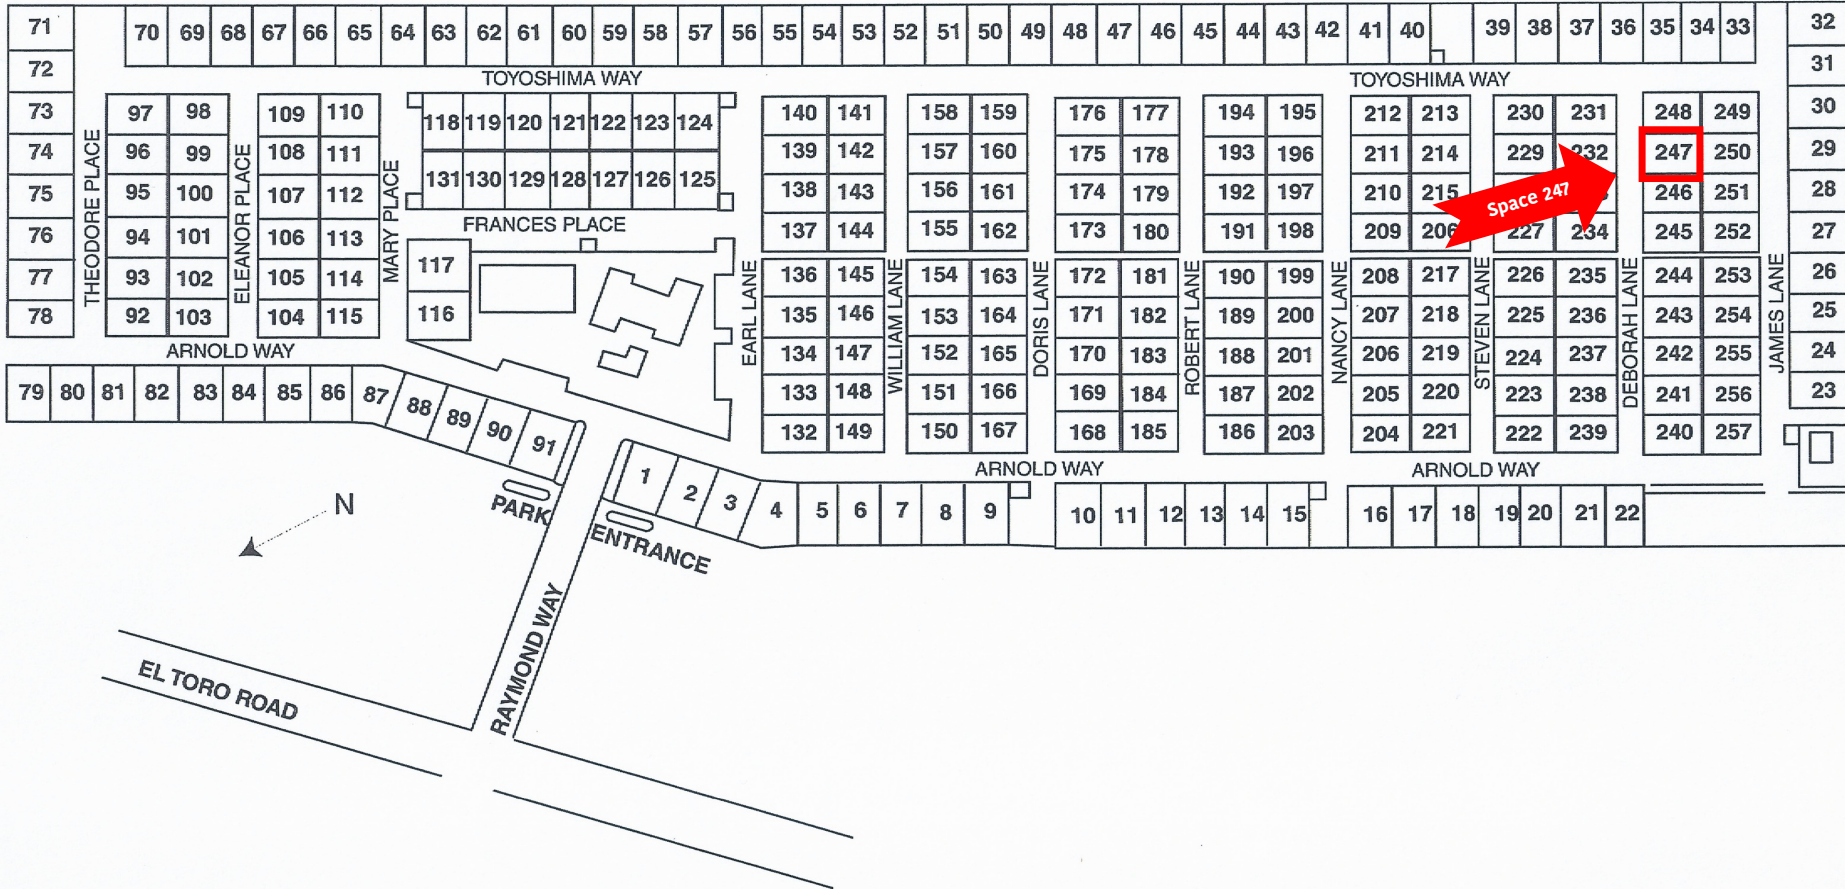 71 70 69 68 67 66 65 64 63 62 61 60 59 58 57 56 55 54 53 52 51 50 49 48 47 46 45 44 43 42 41 40 39 38 37 36 35 34 33 32
72 TOYOSHIMA WAY TOYOSHIMA WAY 31
73 97 98 109 110 118 119 120 121 122 123 124 140 141 158 159 176 177 194 195 212 213 230 231 248 249 30
74 96 99 108 111 139 142 157 160 175 178 193 196 211 214 229 232 247 250 29
75 95 100 107 112 131 130 129 128 127 126 125 138 143 156 161 174 179 192 197 210 215 Space 247 246 251 28
FRANCES PLACE
76 94 101 106 113 137 144 155 162 173 180 191 198 209 206 227 234 245 252 27
77 93 102 105 114 117 136 145 154 163 172 181 190 199 208 217 226 235 244 253 26
78 92 103 104 115 116 135 146 153 164 171 182 189 200 207 218 225 236 243 254 25
THEODORE PLACE
ELEANOR PLACE
MARY PLACE
EARL LANE
WILLIAM LANE
DORIS LANE
ROBERT LANE
NANCY LANE
STEVEN LANE
DEBORAH LANE
JAMES LANE
ARNOLD WAY
134 147 152 165 170 183 188 201 206 219 224 237 242 255 24
79 80 81 82 83 84 85 86 87 88 89 90 91 133 148 151 166 169 184 187 202 205 220 223 238 241 256 23
132 149 150 167 168 185 186 203 204 221 222 239 240 257
ARNOLD WAY ARNOLD WAY
1 2 3 4 5 6 7 8 9 10 11 12 13 14 15 16 17 18 19 20 21 22
N
PARK
ENTRANCE
RAYMOND WAY
EL TORO ROAD